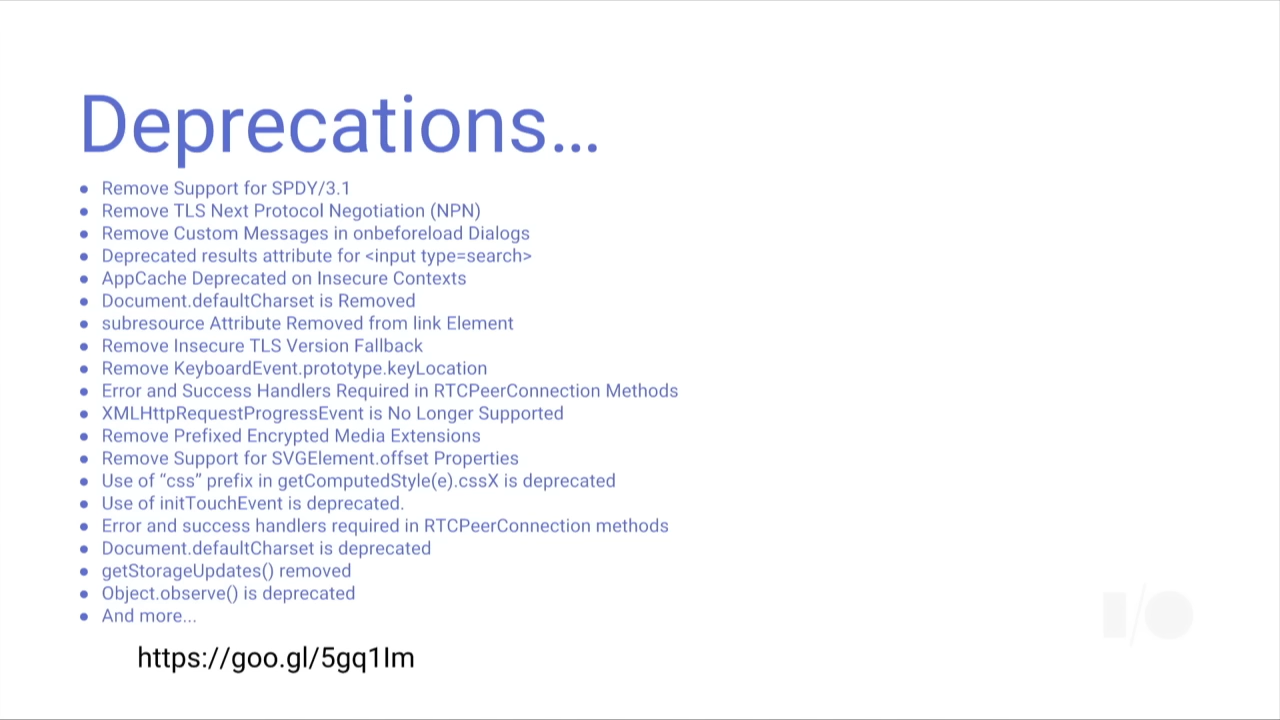 Deprecations...
● Remove Support for SPDY/3.1
● Remove TLS Next Protocol Negotiation (NPN)
● Remove Custom Messages in onbeforeload Dialogs
● Deprecated results attribute for <input type=search>
● AppCache Deprecated on Insecure Contexts
● Document.defaultCharset is Removed
● subresource Attribute Removed from link Element
● Remove Insecure TLS Version Fallback
● Remove KeyboardEvent.prototype.keyLocation
● Error and Success Handlers Required in RTCPeerConnection Methods
● XMLHttpRequestProgressEvent is No Longer Supported
● Remove Prefixed Encrypted Media Extensions
● Remove Support for SVGElement.offset Properties
● Use of “css” prefix in getComputedStyle(e).cssX is deprecated
● Use of initTouchEvent is deprecated.
● Error and success handlers required in RTCPeerConnection methods
● Document.defaultCharset is deprecated
● getStorageUpdates() removed
● Object.observe() is deprecated
● And more...
https://goo.gl/5gq1Im
I/O